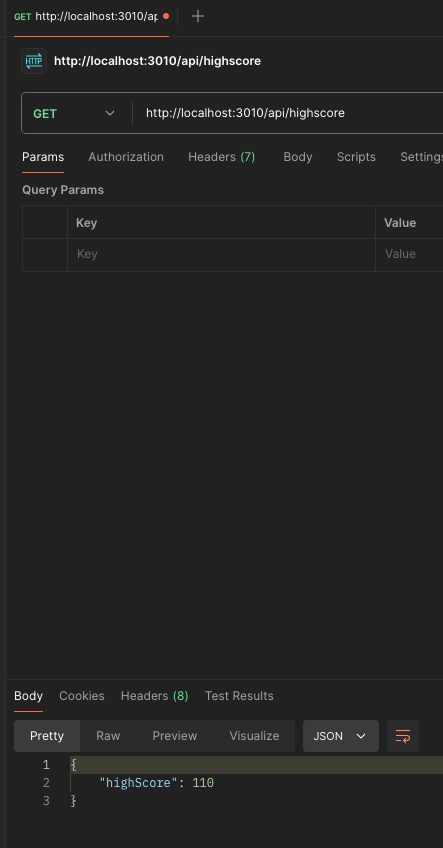 GET http://localhost:3010/ap
HTTP http://localhost:3010/api/highscore
GET http://localhost:3010/api/highscore
Params Authorization Headers (7) Body Scripts Settings
Query Params
Key Value
Key Value
Body Cookies Headers (8) Test Results
Pretty Raw Preview Visualize JSON
1 {
2 "highScore": 110
3 }